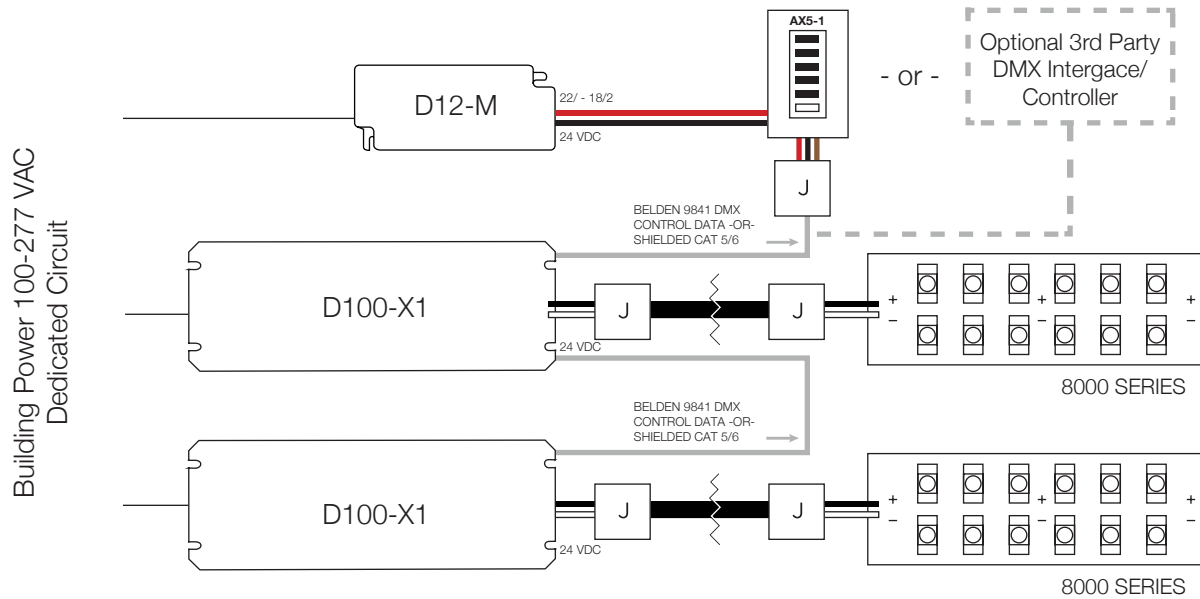 Building Power 100-277 VAC
Dedicated Circuit
D12-M
22/ - 18/2
24 VDC
AX5-1
- or -
Optional 3rd Party
DMX Intergace/
Controller
J
BELDEN 9841 DMX
CONTROL DATA -OR-
SHIELDED CAT 5/6
D100-X1
24 VDC
J
J
+ + +
– – –
8000 SERIES
BELDEN 9841 DMX
CONTROL DATA -OR-
SHIELDED CAT 5/6
D100-X1
24 VDC
J
J
+ + +
– – –
8000 SERIES